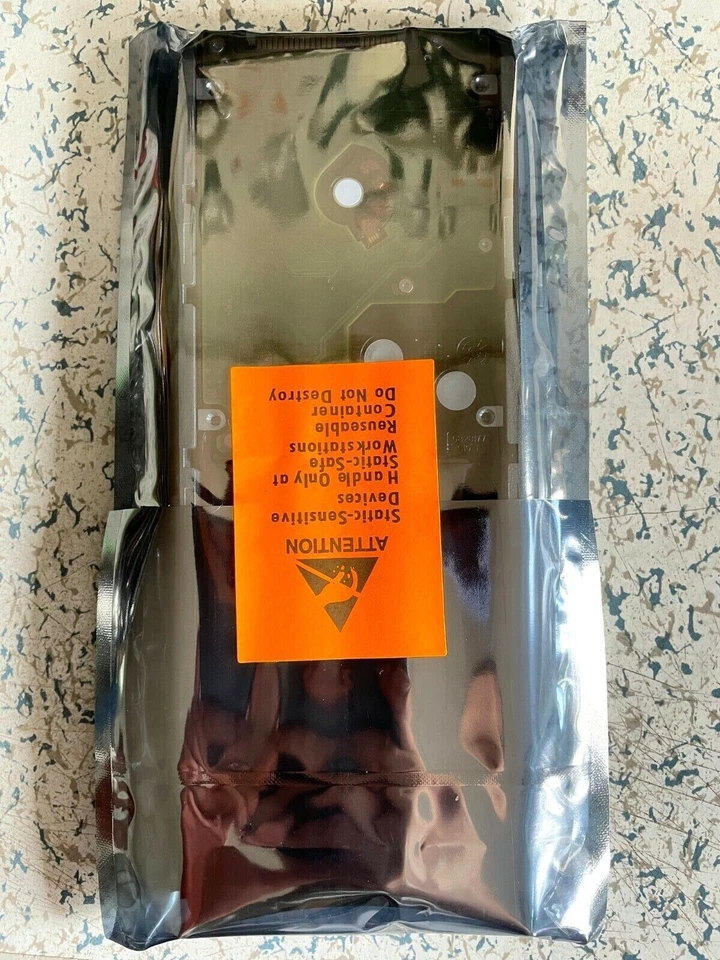 ATTENTION
Static-Sensitive
Devices
Handle Only at
Static-Safe
Workstations
Reuseable
Container
Do Not Destroy